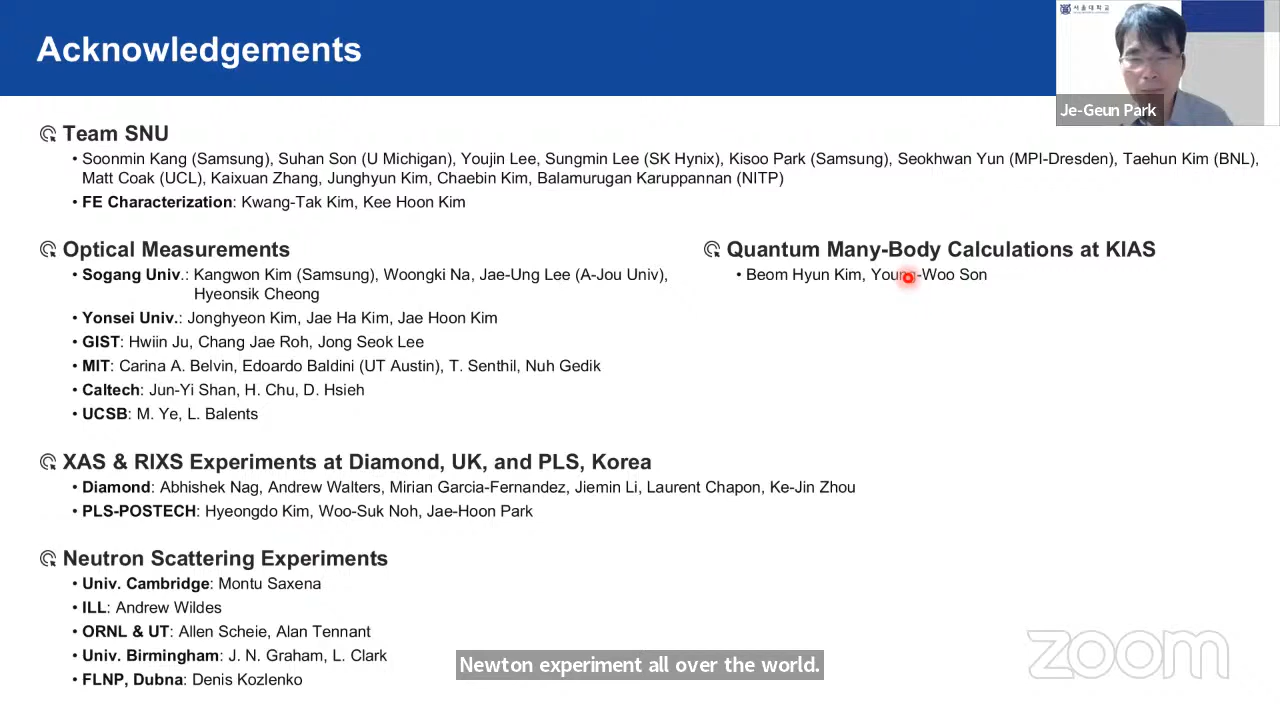 Acknowledgements
서울대학교
Je-Geun Park
Team SNU
• Soonmin Kang (Samsung), Suhan Son (U Michigan), Youjin Lee, Sungmin Lee (SK Hynix), Kisoo Park (Samsung), Seokhwan Yun (MPI-Dresden), Taehun Kim (BNL),
Matt Coak (UCL), Kaixuan Zhang, Junghyun Kim, Chaebin Kim, Balamurugan Karuppannan (NITP)
• FE Characterization: Kwang-Tak Kim, Kee Hoon Kim
Optical Measurements
• Sogang Univ.: Kangwon Kim (Samsung), Woongki Na, Jae-Ung Lee (A-Jou Univ),
Hyeonsik Cheong
• Yonsei Univ.: Jonghyeon Kim, Jae Ha Kim, Jae Hoon Kim
• GIST: Hwiin Ju, Chang Jae Roh, Jong Seok Lee
• MIT: Carina A. Belvin, Edoardo Baldini (UT Austin), T. Senthil, Nuh Gedik
• Caltech: Jun-Yi Shan, H. Chu, D. Hsieh
• UCSB: M. Ye, L. Balents
Quantum Many-Body Calculations at KIAS
• Beom Hyun Kim, Young-Woo Son
XAS & RIXS Experiments at Diamond, UK, and PLS, Korea
• Diamond: Abhishek Nag, Andrew Walters, Mirian Garcia-Fernandez, Jiemin Li, Laurent Chapon, Ke-Jin Zhou
• PLS-POSTECH: Hyeongdo Kim, Woo-Suk Noh, Jae-Hoon Park
Neutron Scattering Experiments
• Univ. Cambridge: Montu Saxena
• ILL: Andrew Wildes
• ORNL & UT: Allen Scheie, Alan Tennant
• Univ. Birmingham: J. N. Graham, L. Clark
• FLNP, Dubna: Denis Kozlenko
Newton experiment all over the world.
zoom